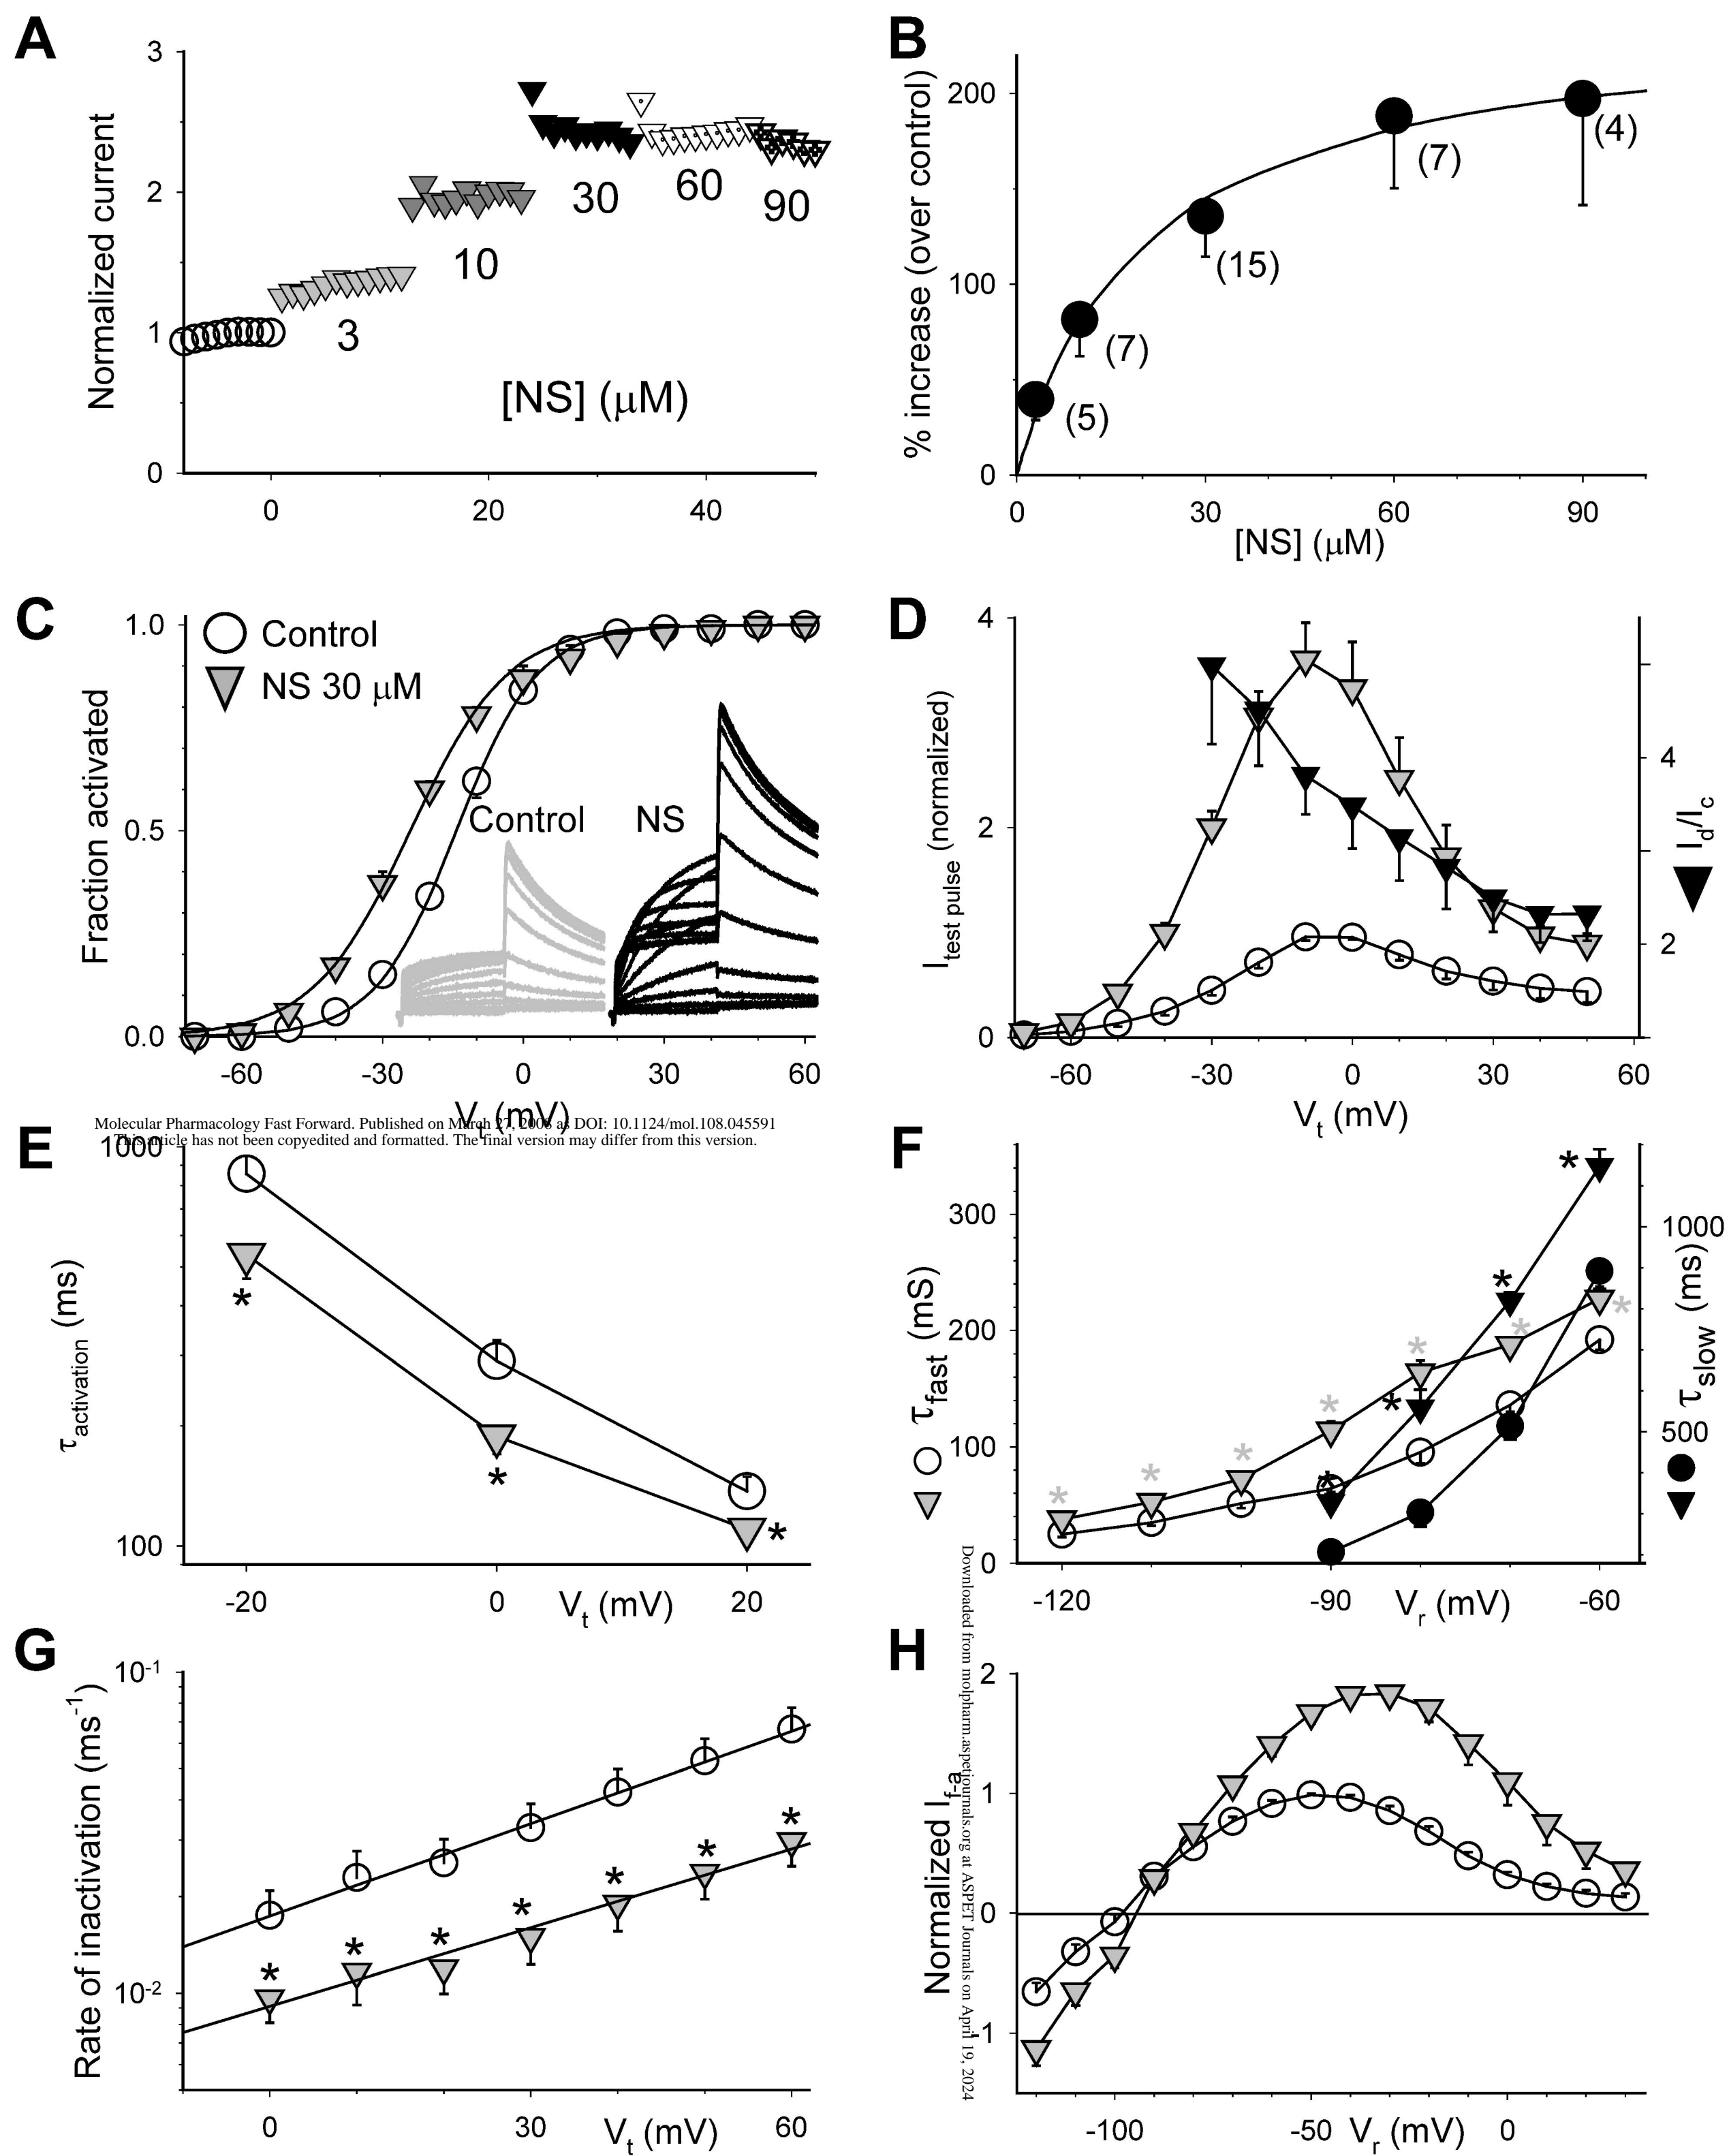 A
3
2
1
0
Normalized current
3
10
30
60
90
[NS] (μM)
0 20 40
B
200
100
0
% increase (over control)
(5)
(7)
(15)
(7)
(4)
0 30 60 90
[NS] (μM)
C
1.0
0.5
0.0
Fraction activated
Control
NS 30 μM
Control NS
-60 -30 0 30 60
Vt (mV)
D
4
2
0
Itest pulse (normalized)
4
2
Id/Ic
-60 -30 0 30 60
Vt (mV)
Molecular Pharmacology Fast Forward. Published on March 27, 2008 as DOI: 10.1124/mol.108.045591
This article has not been copyedited and formatted. The final version may differ from this version.
E
1000
100
τactivation (ms)
*
*
*
-20 0 Vt (mV) 20
F
300
200
100
0
τfast (mS)
* * * * * * *
* * * *
1000
500
τslow (ms)
-120 -90 Vr (mV) -60
G
10-1
10-2
Rate of inactivation (ms-1)
* * * * * * *
0 30 Vt (mV) 60
H
2
1
0
-1
Normalized If-a
-100 -50 Vr (mV) 0
Downloaded from molpharm.aspetjournals.org at ASPET Journals on April 19, 2024